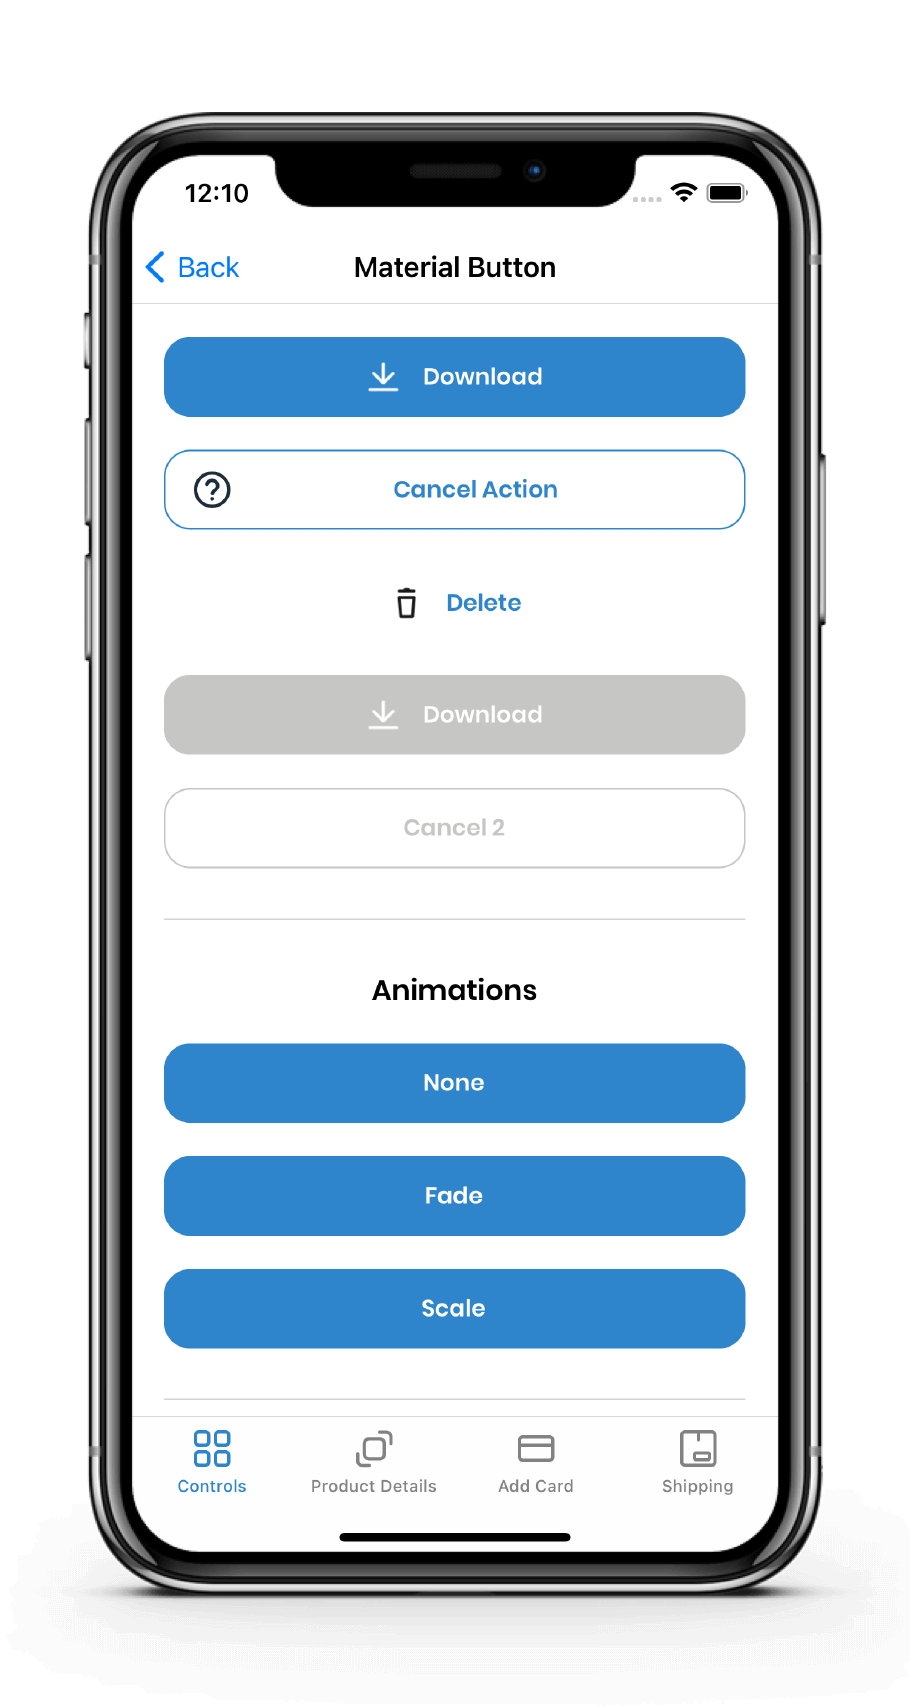 12:10
Back
Material Button
Download
Cancel Action
Delete
Download
Cancel 2
Animations
None
Fade
Scale
Controls
Product Details
Add Card
Shipping